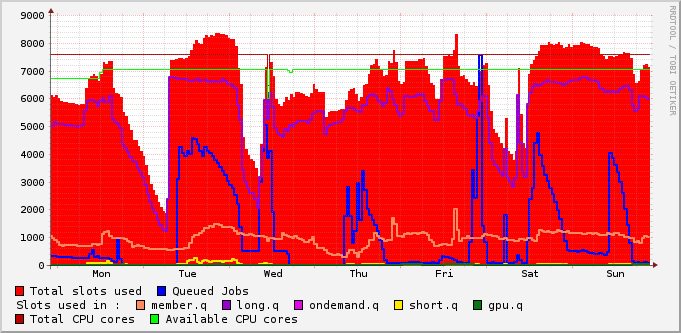 9000
8000
7000
6000
5000
4000
3000
2000
1000
0
Mon Tue Wed Thu Fri Sat Sun
RRDTOOL / TOBI OETIKER
Total slots used Queued Jobs
Slots used in : member.q long.q ondemand.q short.q gpu.q
Total CPU cores Available CPU cores